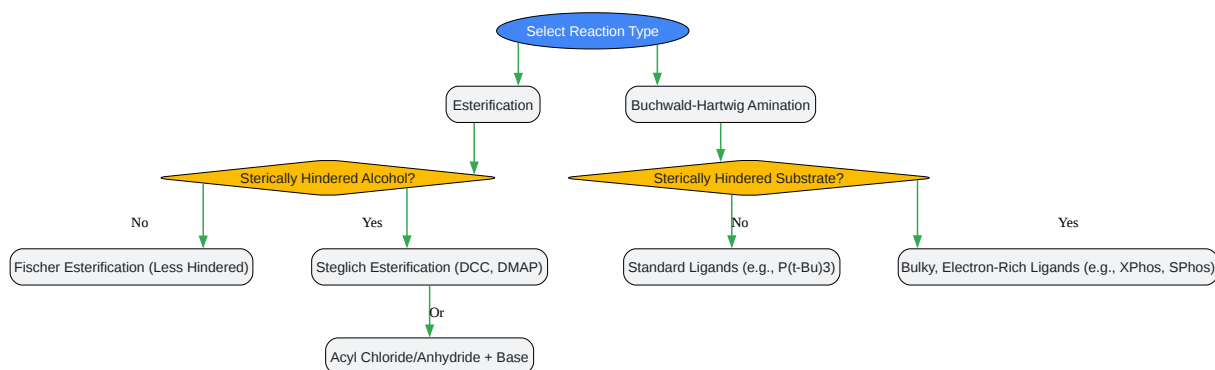 Select Reaction Type
Esterification
Buchwald-Hartwig Amination
Sterically Hindered Alcohol?
Sterically Hindered Substrate?
No
Yes
No
Yes
Fischer Esterification (Less Hindered)
Steglich Esterification (DCC, DMAP)
Standard Ligands (e.g., P(t-Bu)3)
Bulky, Electron-Rich Ligands (e.g., XPhos, SPhos)
Or
Acyl Chloride/Anhydride + Base